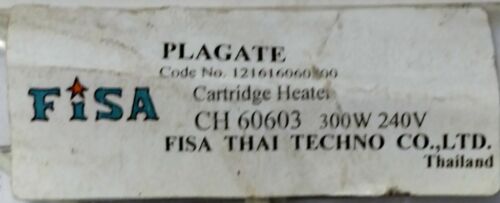 PLAGATE
Cartridge Heater
FiSA
CH 60603 300W 240V
FISA THAI TECHNO CO.,LTD.
Thailand
Code No.